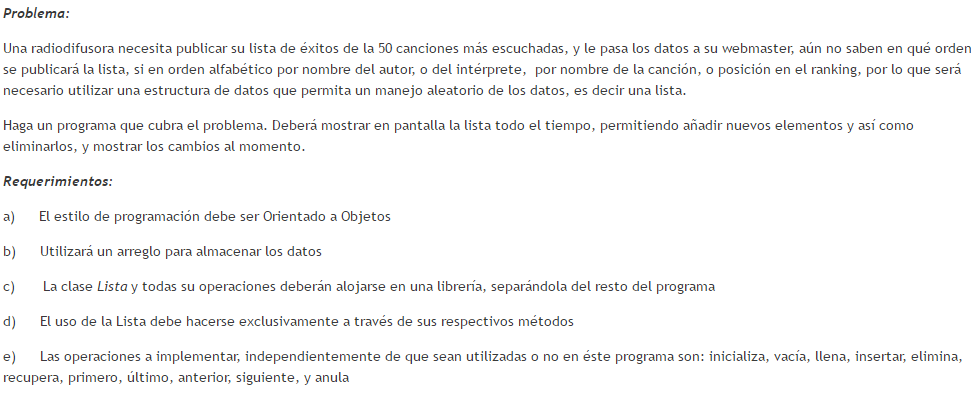 Problema:
Una radiodifusora necesita publicar su lista de éxitos de la 50 canciones más escuchadas, y le pasa los datos a su webmaster, aún no saben en qué orden
se publicará la lista, si en orden alfabético por nombre del autor, o del intérprete, por nombre de la canción, o posición en el ranking, por lo que será
necesario utilizar una estructura de datos que permita un manejo aleatorio de los datos, es decir una lista.
Haga un programa que cubra el problema. Deberá mostrar en pantalla la lista todo el tiempo, permitiendo añadir nuevos elementos y así como
eliminarlos, y mostrar los cambios al momento.
Requerimientos:
a) El estilo de programación debe ser Orientado a Objetos
b) Utilizará un arreglo para almacenar los datos
c) La clase Lista y todas su operaciones deberán alojarse en una librería, separándola del resto del programa
d) El uso de la Lista debe hacerse exclusivamente a través de sus respectivos métodos
e) Las operaciones a implementar, independientemente de que sean utilizadas o no en éste programa son: inicializa, vacía, llena, insertar, elimina,
recupera, primero, último, anterior, siguiente, y anula